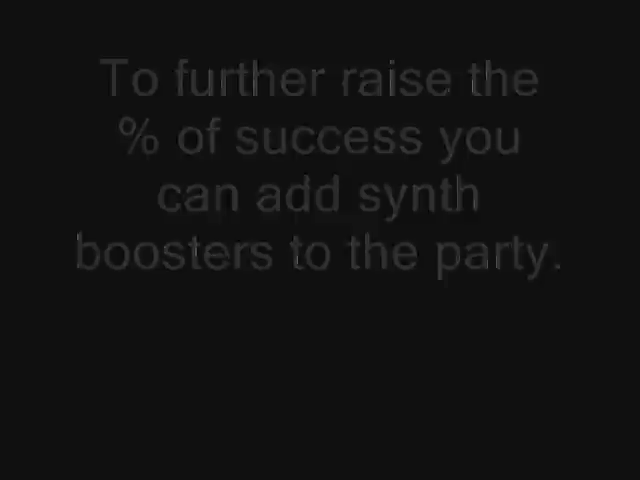 To further raise the
% of success you
can add synth
boosters to the party.